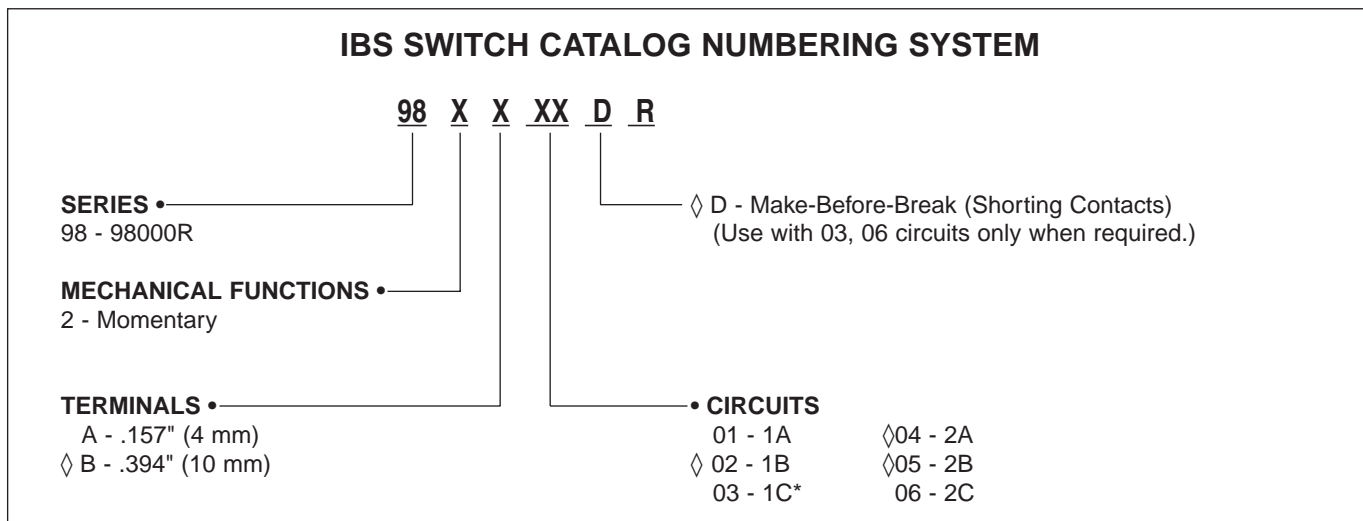 IBS SWITCH CATALOG NUMBERING SYSTEM
98 X X XX D R
SERIES •
98 - 98000R
◊ D - Make-Before-Break (Shorting Contacts)
(Use with 03, 06 circuits only when required.)
MECHANICAL FUNCTIONS •
2 - Momentary
TERMINALS •
A - .157" (4 mm)
◊ B - .394" (10 mm)
• CIRCUITS
01 - 1A ◊04 - 2A
◊ 02 - 1B ◊05 - 2B
03 - 1C* 06 - 2C